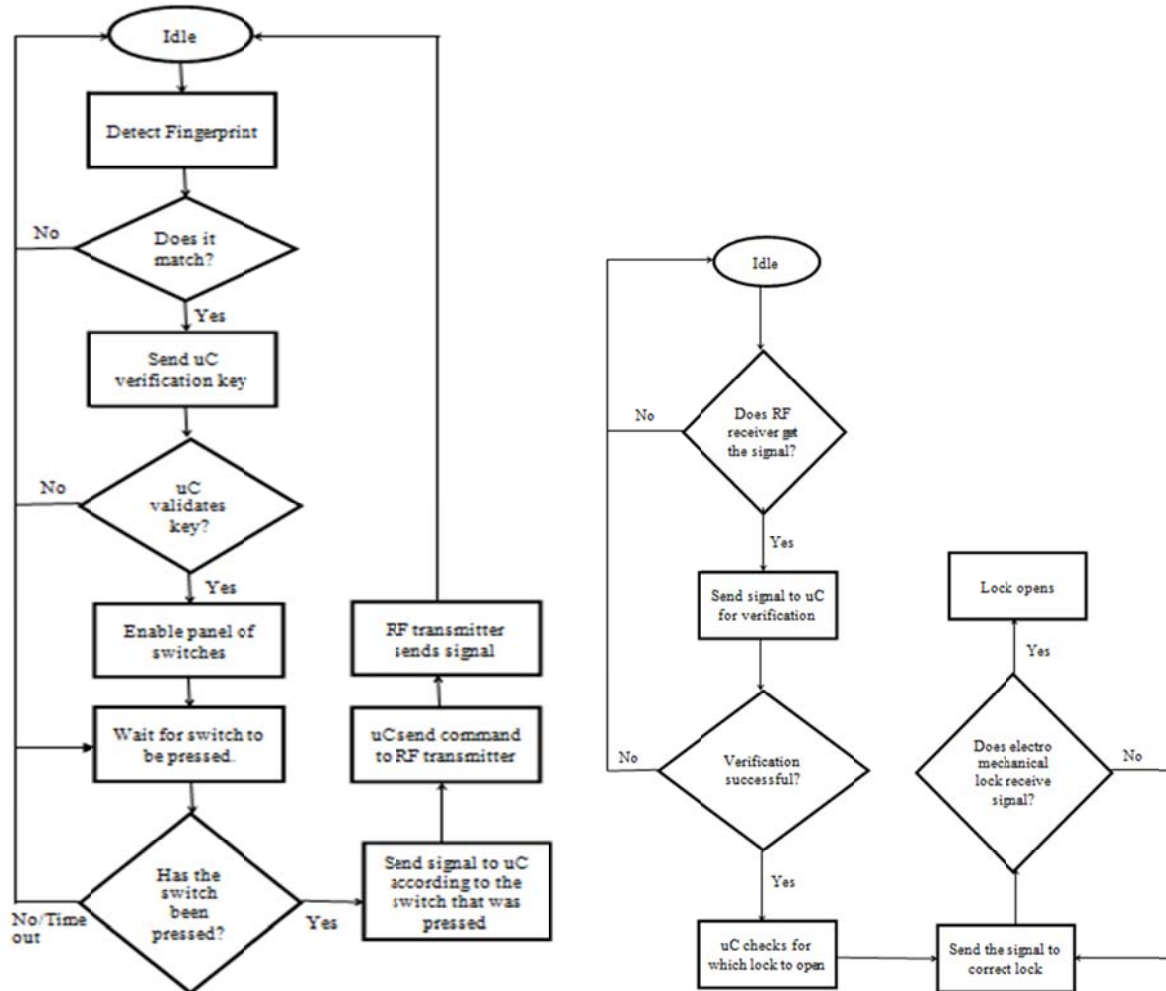 Idle
Detect Fingerprint
Does it
match?
No
Yes
Send uC
verification key
uC
validates
key?
No
Yes
Enable panel of
switches
Wait for switch to
be pressed.
Has the
switch
been
pressed?
No/Time
out
Yes
Send signal to uC
according to the
switch that was
pressed
uC send command
to RF transmitter
RF transmitter
sends signal
Idle
Does RF
receiver get
the signal?
No
Yes
Send signal to uC
for verification
Verification
successful?
No
Yes
uC checks for
which lock to open
Send the signal to
correct lock
Does electro
mechanical
lock receive
signal?
No
Yes
Lock opens